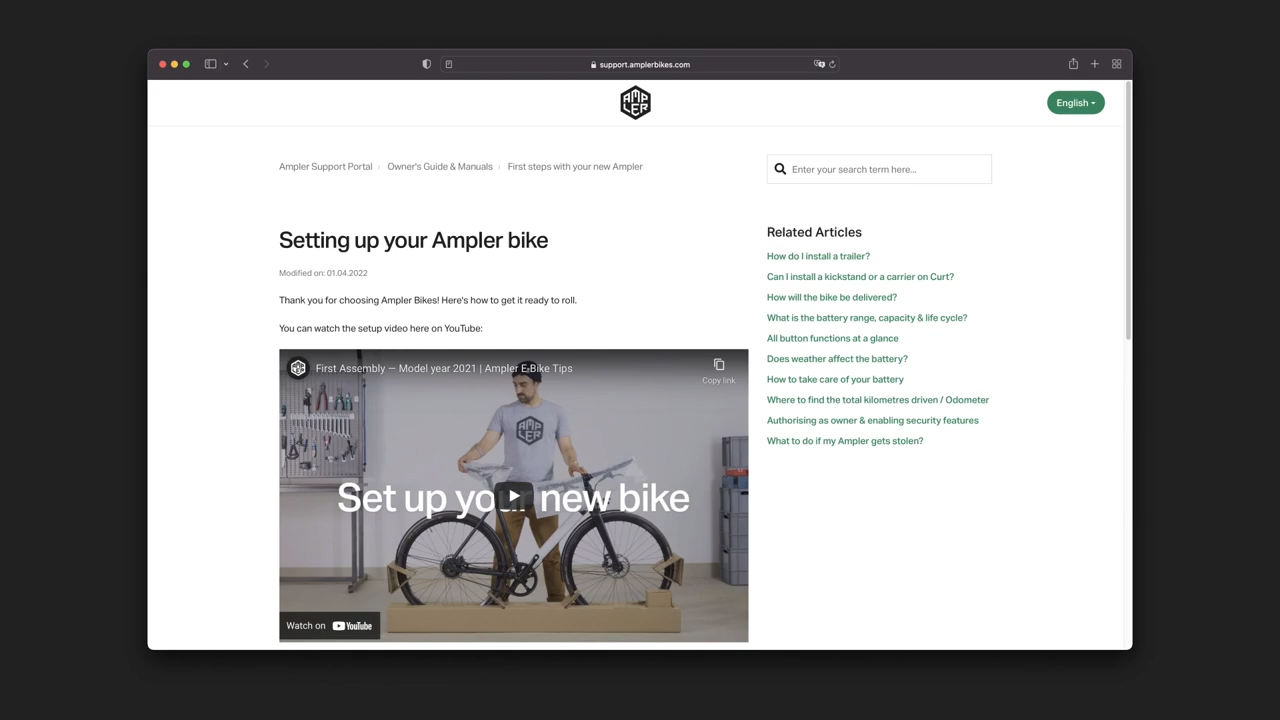 support.amplerbikes.com
AMPLER
English
Ampler Support Portal › Owner's Guide & Manuals › First steps with your new Ampler
Enter your search term here...
Setting up your Ampler bike
Modified on: 01.04.2022
Thank you for choosing Ampler Bikes! Here's how to get it ready to roll.
You can watch the setup video here on YouTube:
First Assembly — Model year 2021 | Ampler E-Bike Tips
Copy link
AMPLER
Set up your new bike
Watch on YouTube
Related Articles
How do I install a trailer?
Can I install a kickstand or a carrier on Curt?
How will the bike be delivered?
What is the battery range, capacity & life cycle?
All button functions at a glance
Does weather affect the battery?
How to take care of your battery
Where to find the total kilometres driven / Odometer
Authorising as owner & enabling security features
What to do if my Ampler gets stolen?